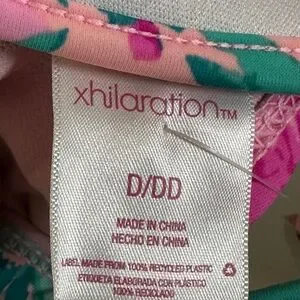 xhilaration™
D/DD
MADE IN CHINA
HECHO EN CHINA
LABEL MADE FROM 100% RECYCLED PLASTIC
ETIQUETA ELABORADA CON PLÁSTICO
100% RECICLADO